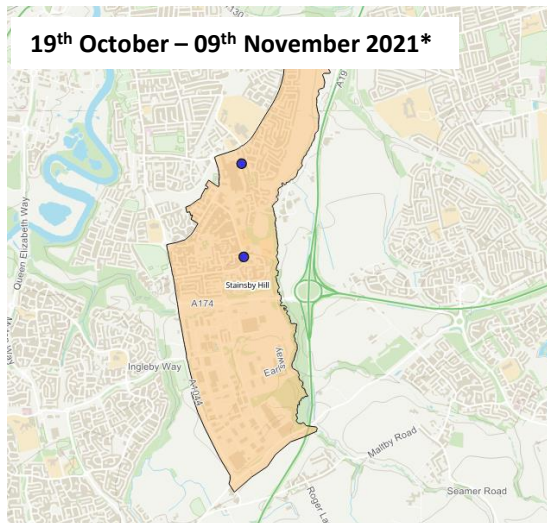 19th October – 09th November 2021*
A130
A19
Queen Elizabeth Way
Stainsby Hill
A174
Ingleby Way
A1044
Maltby Road
Seamer Road